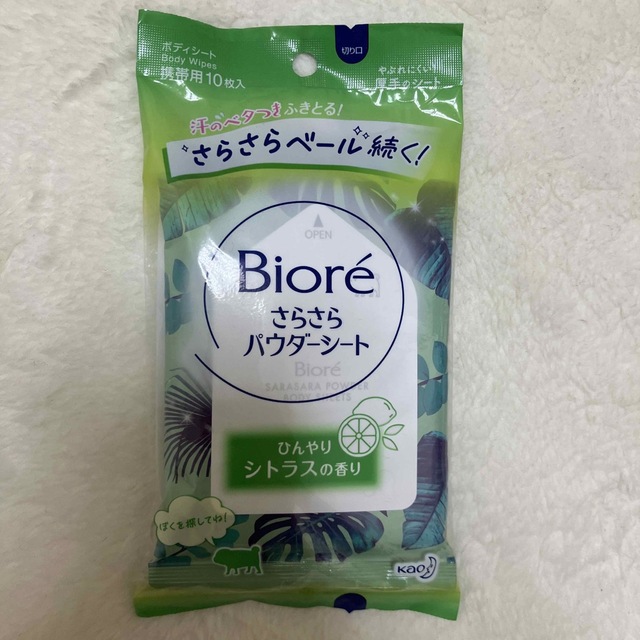 ボディシート
Body Wipes
携帯用10枚入
切り口
やぶれにくい
厚手のシート
汗のベタつきふきとる!
さらさらベール続く!
OPEN
Bioré
さらさら
パウダーシート
Bioré
SARASARA POWDER
BODY SHEETS
ひんやり
シトラスの香り
ぼくを探してね!
Kao